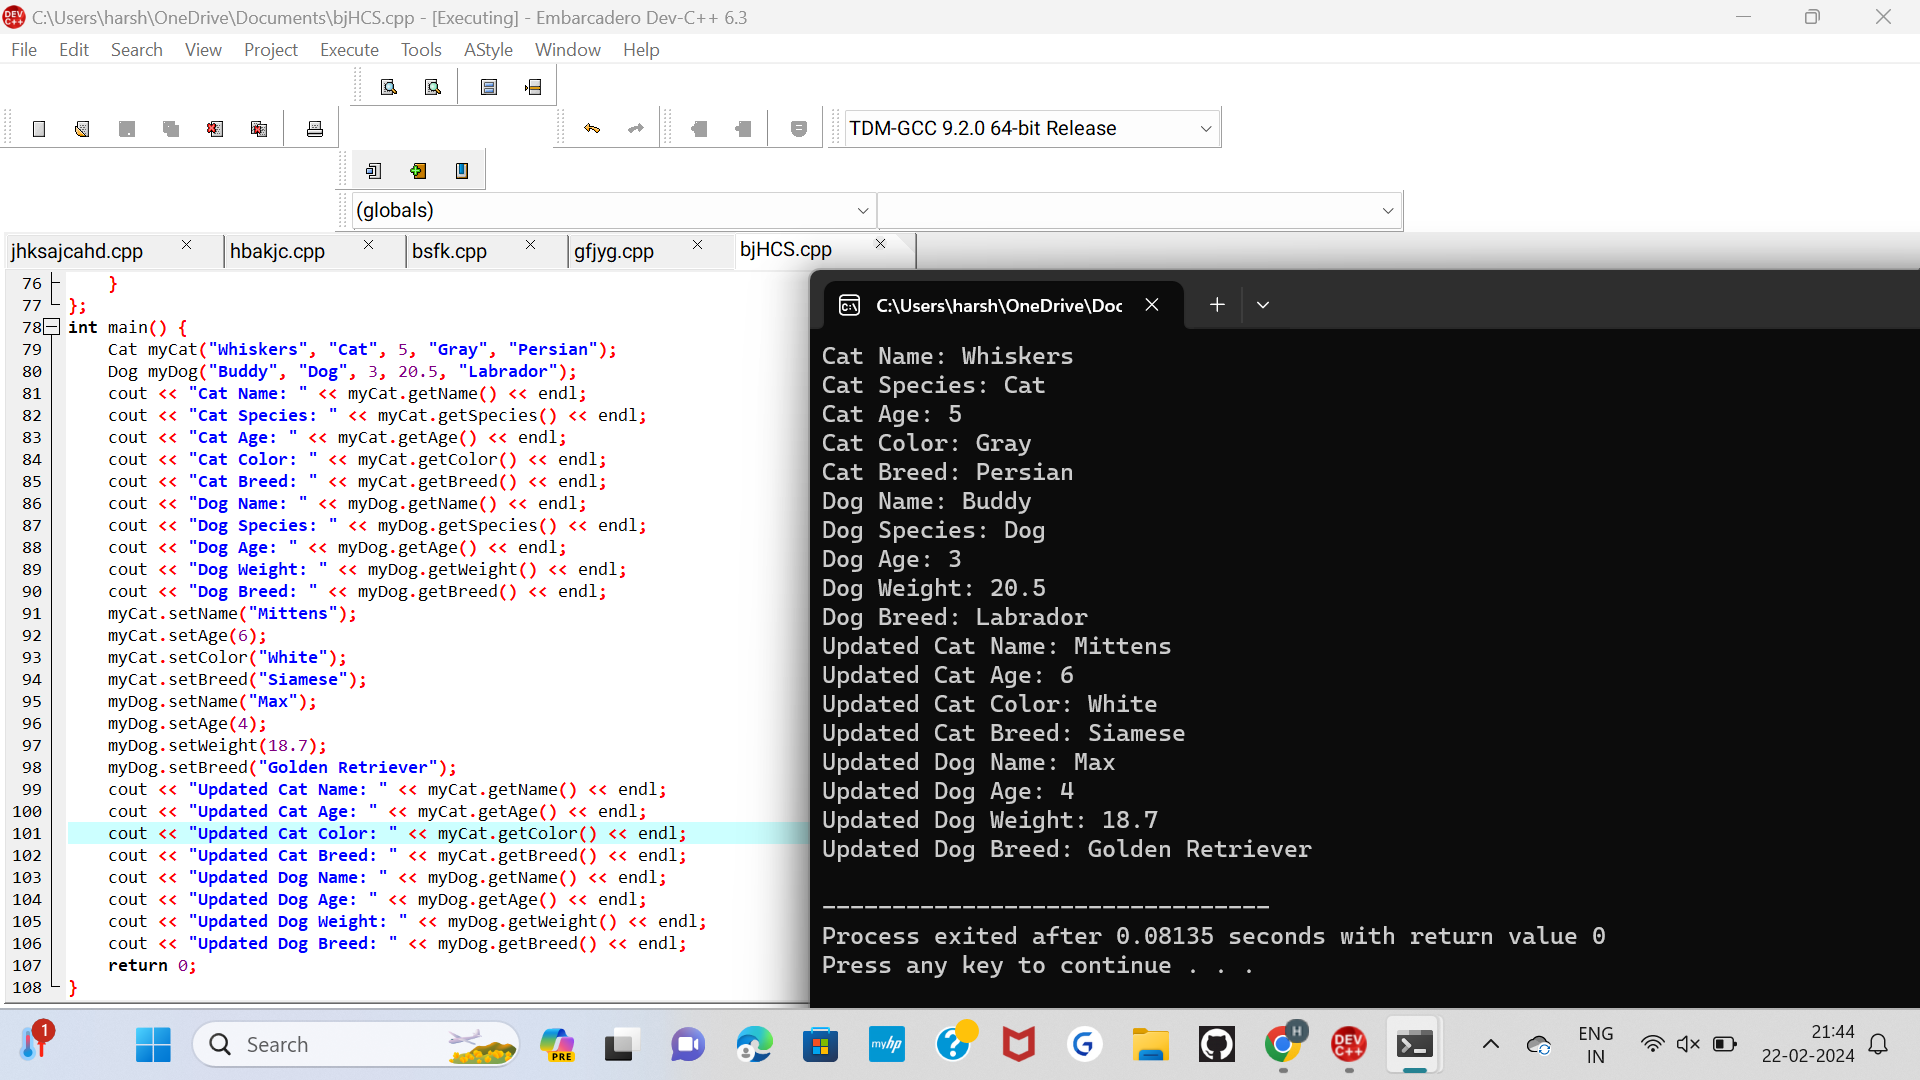 C:\Users\harsh\OneDrive\Documents\bjHCS.cpp - [Executing] - Embarcadero Dev-C++ 6.3
File Edit Search View Project Execute Tools AStyle Window Help
TDM-GCC 9.2.0 64-bit Release
(globals)
jhksajcahd.cpp hbakjc.cpp bsfk.cpp gfjyg.cpp bjHCS.cpp
76 }
77 };
78 int main() {
79 Cat myCat("Whiskers", "Cat", 5, "Gray", "Persian");
80 Dog myDog("Buddy", "Dog", 3, 20.5, "Labrador");
81 cout << "Cat Name: " << myCat.getName() << endl;
82 cout << "Cat Species: " << myCat.getSpecies() << endl;
83 cout << "Cat Age: " << myCat.getAge() << endl;
84 cout << "Cat Color: " << myCat.getColor() << endl;
85 cout << "Cat Breed: " << myCat.getBreed() << endl;
86 cout << "Dog Name: " << myDog.getName() << endl;
87 cout << "Dog Species: " << myDog.getSpecies() << endl;
88 cout << "Dog Age: " << myDog.getAge() << endl;
89 cout << "Dog Weight: " << myDog.getWeight() << endl;
90 cout << "Dog Breed: " << myDog.getBreed() << endl;
91 myCat.setName("Mittens");
92 myCat.setAge(6);
93 myCat.setColor("White");
94 myCat.setBreed("Siamese");
95 myDog.setName("Max");
96 myDog.setAge(4);
97 myDog.setWeight(18.7);
98 myDog.setBreed("Golden Retriever");
99 cout << "Updated Cat Name: " << myCat.getName() << endl;
100 cout << "Updated Cat Age: " << myCat.getAge() << endl;
101 cout << "Updated Cat Color: " << myCat.getColor() << endl;
102 cout << "Updated Cat Breed: " << myCat.getBreed() << endl;
103 cout << "Updated Dog Name: " << myDog.getName() << endl;
104 cout << "Updated Dog Age: " << myDog.getAge() << endl;
105 cout << "Updated Dog Weight: " << myDog.getWeight() << endl;
106 cout << "Updated Dog Breed: " << myDog.getBreed() << endl;
107 return 0;
108 }
C:\Users\harsh\OneDrive\Doc
Cat Name: Whiskers
Cat Species: Cat
Cat Age: 5
Cat Color: Gray
Cat Breed: Persian
Dog Name: Buddy
Dog Species: Dog
Dog Age: 3
Dog Weight: 20.5
Dog Breed: Labrador
Updated Cat Name: Mittens
Updated Cat Age: 6
Updated Cat Color: White
Updated Cat Breed: Siamese
Updated Dog Name: Max
Updated Dog Age: 4
Updated Dog Weight: 18.7
Updated Dog Breed: Golden Retriever
--------------------------------
Process exited after 0.08135 seconds with return value 0
Press any key to continue . . .
1
Search
PRE
myhp
G
H
DEV C++
ENG
IN
21:44
22-02-2024